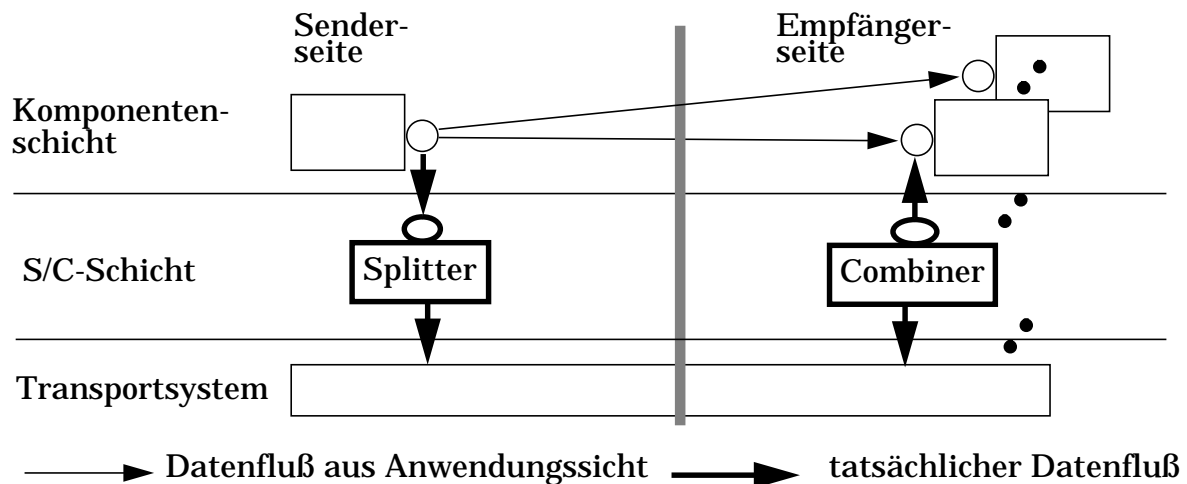 Sender-
seite
Empfänger-
seite
Komponenten-
schicht
S/C-Schicht
Splitter
Combiner
Transportsystem
Datenfluß aus Anwendungssicht
tatsächlicher Datenfluß